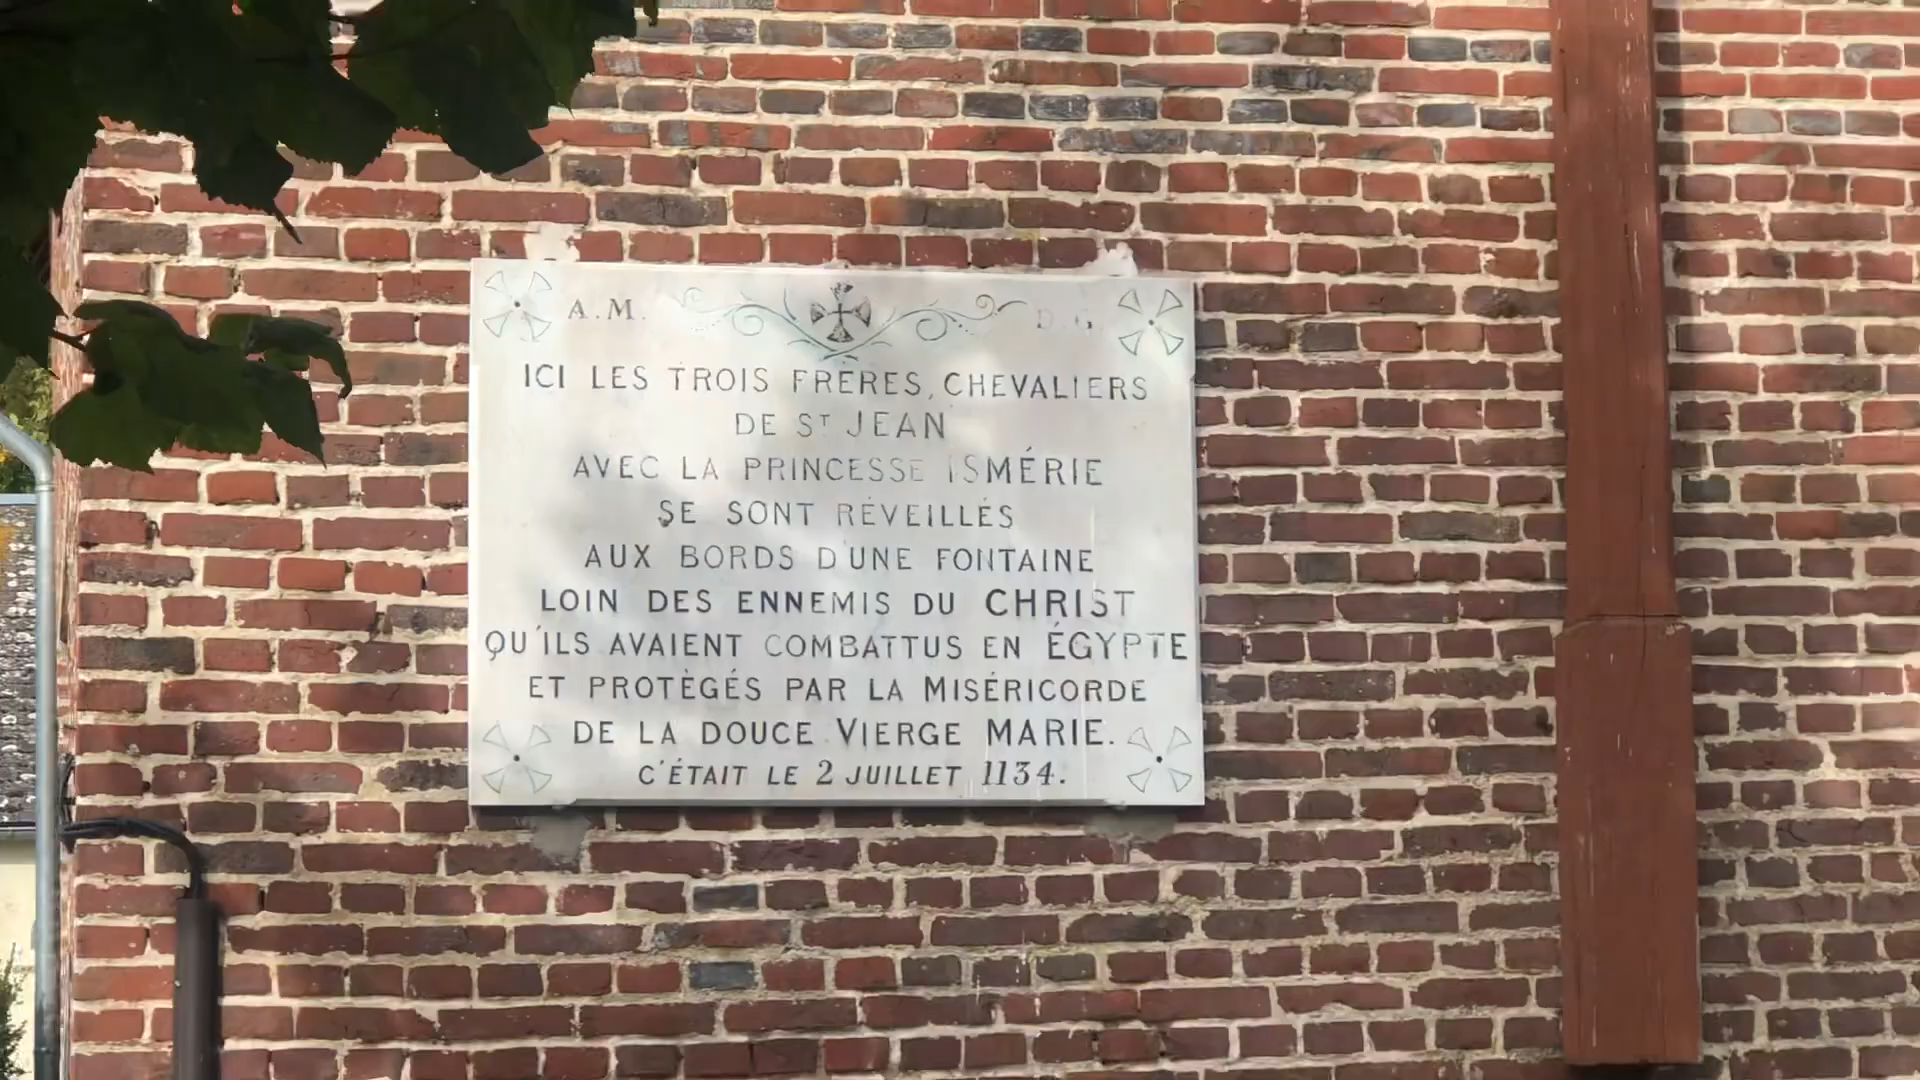 A.M. D.G.
ICI LES TROIS FRÈRES, CHEVALIERS
DE ST JEAN
AVEC LA PRINCESSE ISMÉRIE
SE SONT RÉVEILLÉS
AUX BORDS D'UNE FONTAINE
LOIN DES ENNEMIS DU CHRIST
QU'ILS AVAIENT COMBATTUS EN ÉGYPTE
ET PROTÈGÉS PAR LA MISÉRICORDE
DE LA DOUCE VIERGE MARIE.
C'ÉTAIT LE 2 JUILLET 1134.